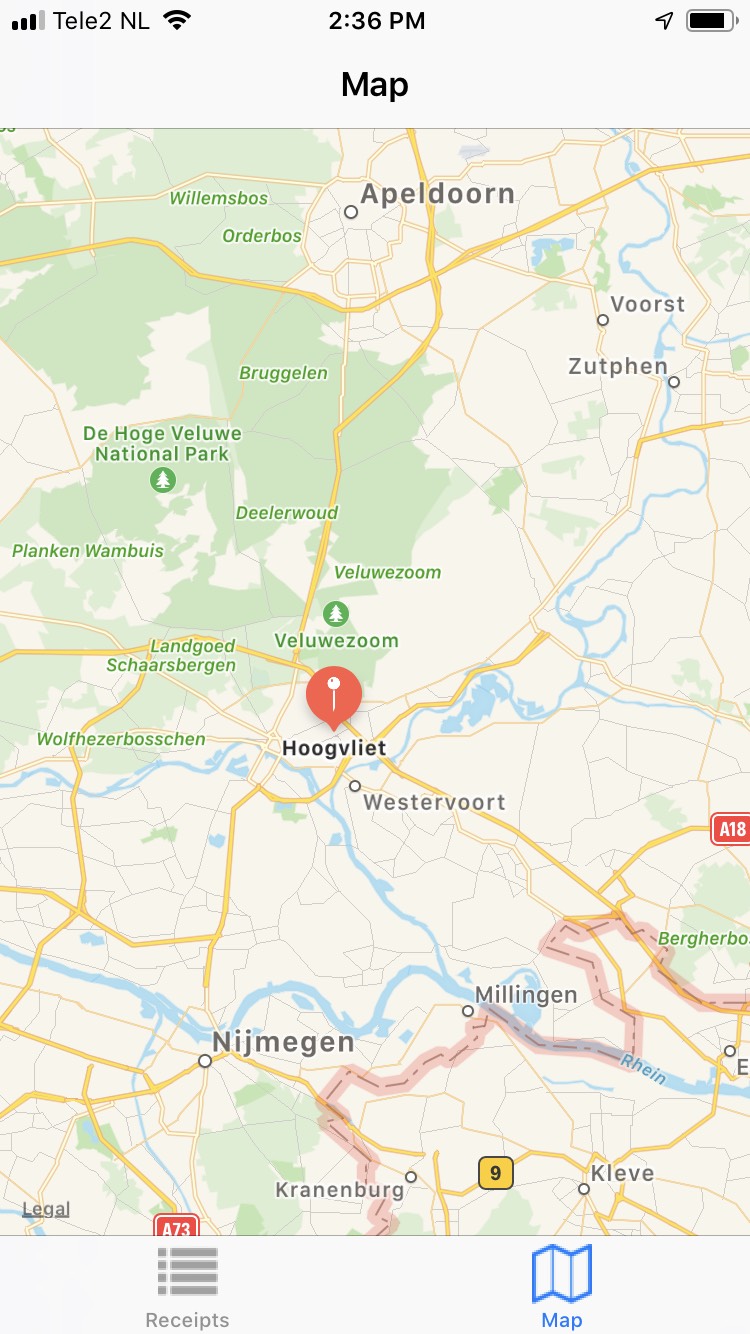 Tele2 NL
2:36 PM
Map
Willemsbos
Apeldoorn
Orderbos
Voorst
Zutphen
Bruggelen
De Hoge Veluwe
National Park
Deelerwoud
Planken Wambuis
Veluwezoom
Veluwezoom
Landgoed
Schaarsbergen
Wolfhezerbosschen
Hoogvliet
Westervoort
A18
Bergherbos
Millingen
Nijmegen
Rhein
E
9
Kleve
Kranenburg
Legal
A73
Receipts
Map